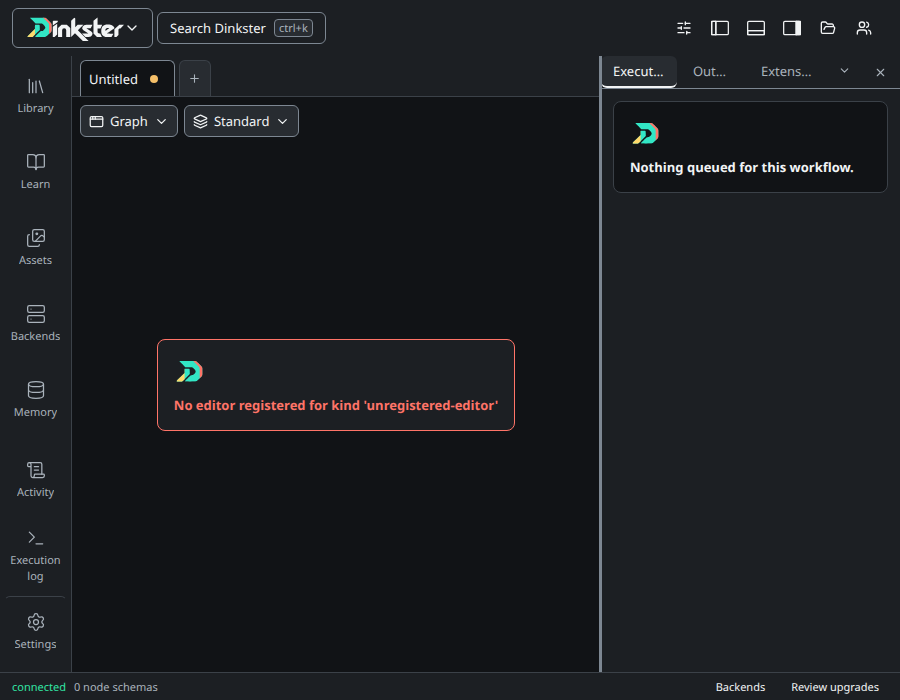 Dinkster
Search Dinkster ctrl+k
Library
Learn
Assets
Backends
Memory
Activity
Execution
log
Settings
Untitled
+
Graph
Standard
No editor registered for kind 'unregistered-editor'
Execut... Out... Extens...
Nothing queued for this workflow.
connected 0 node schemas
Backends Review upgrades